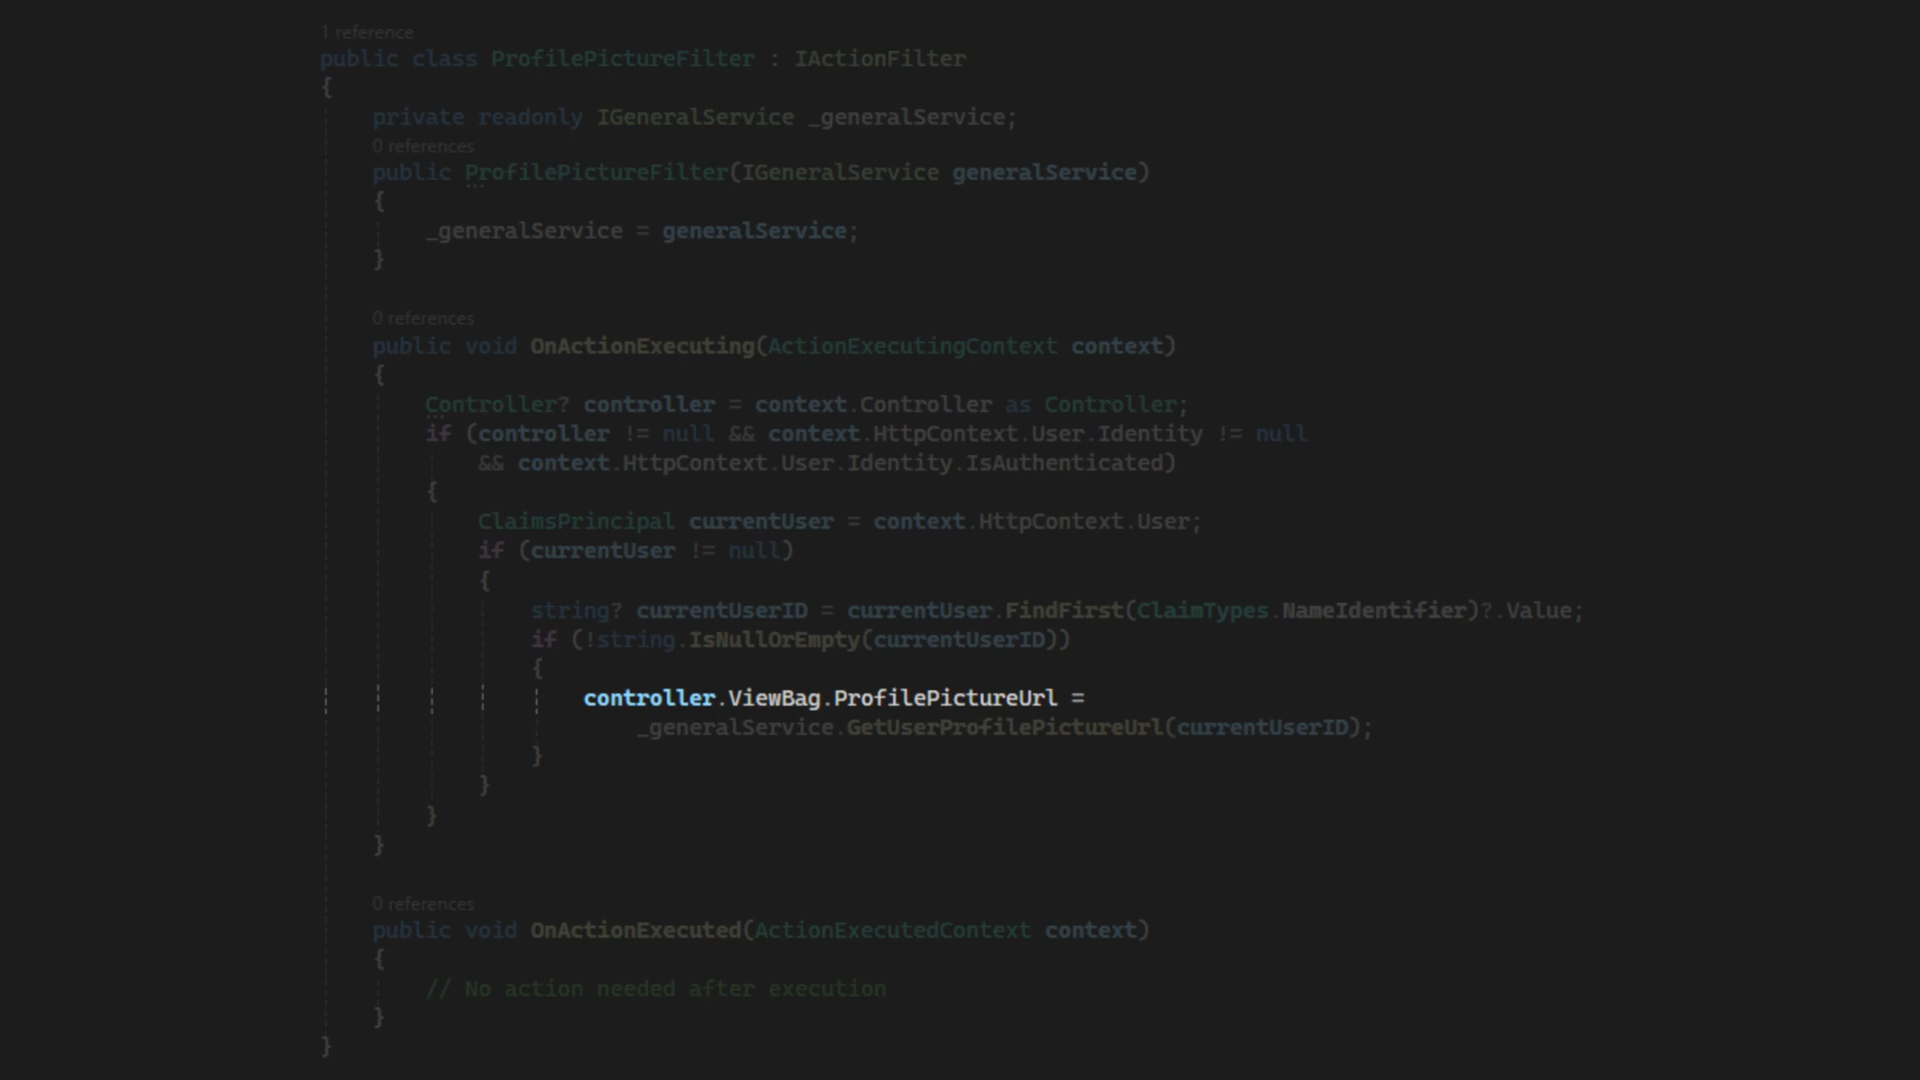 1 reference
public class ProfilePictureFilter : IActionFilter
{
private readonly IGeneralService _generalService;
0 references
public ProfilePictureFilter(IGeneralService generalService)
{
_generalService = generalService;
}
0 references
public void OnActionExecuting(ActionExecutingContext context)
{
Controller? controller = context.Controller as Controller;
if (controller != null && context.HttpContext.User.Identity != null
&& context.HttpContext.User.Identity.IsAuthenticated)
{
ClaimsPrincipal currentUser = context.HttpContext.User;
if (currentUser != null)
{
string? currentUserID = currentUser.FindFirst(ClaimTypes.NameIdentifier)?.Value;
if (!string.IsNullOrEmpty(currentUserID))
{
controller.ViewBag.ProfilePictureUrl =
_generalService.GetUserProfilePictureUrl(currentUserID);
}
}
}
}
0 references
public void OnActionExecuted(ActionExecutedContext context)
{
// No action needed after execution
}
}